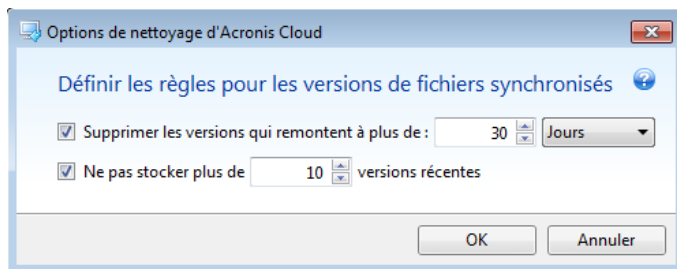 Options de nettoyage d'Acronis Cloud
Définir les règles pour les versions de fichiers synchronisés
Supprimer les versions qui remontent à plus de : 30 Jours
Ne pas stocker plus de 10 versions récentes
OK Annuler